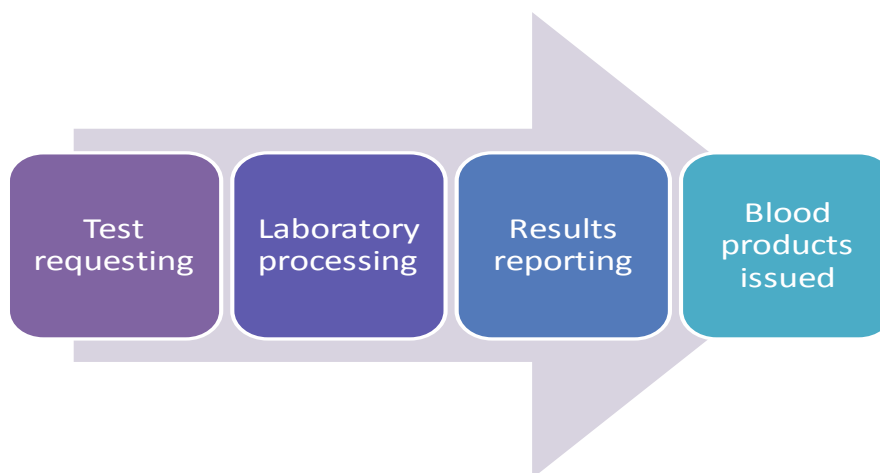 Test
requesting
Laboratory
processing
Results
reporting
Blood
products
issued